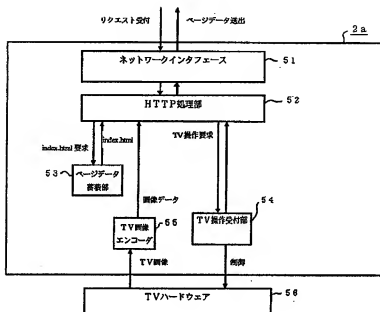 リクエスト受付
ページデータ送出
2a
ネットワークインタフェース
51
HTTP処理部
52
index.html 要求
index.html
TV操作要求
53
ページデータ
蓄積部
画像データ
54
55
TV画像
エンコーダ
TV操作受付部
TV画像
制御
TVハードウェア
56